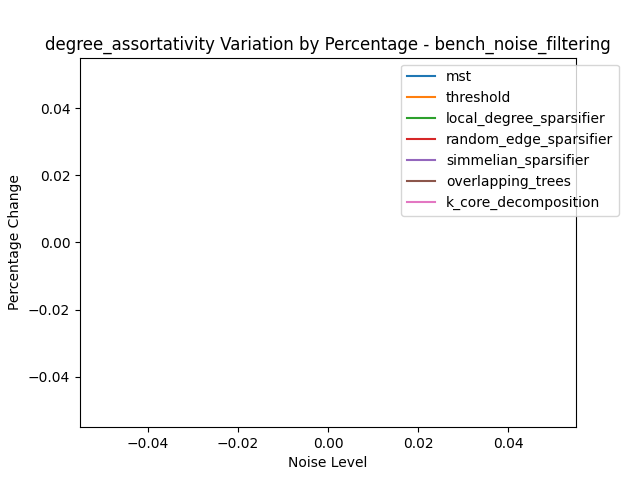 degree_assortativity Variation by Percentage - bench_noise_filtering
mst
threshold
local_degree_sparsifier
random_edge_sparsifier
simmelian_sparsifier
overlapping_trees
k_core_decomposition
Percentage Change
0.04
0.02
0.00
−0.02
−0.04
−0.04
−0.02
0.00
0.02
0.04
Noise Level